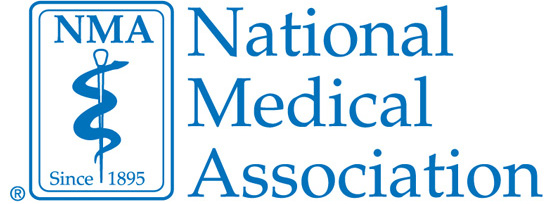 NMA
Since 1895
®
National
Medical
Association